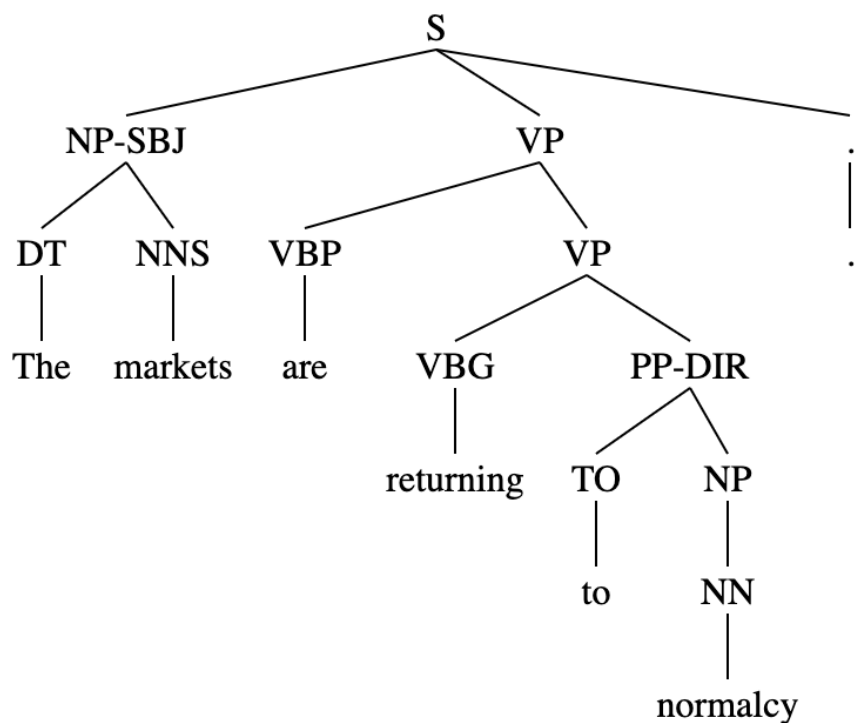 S
NP-SBJ VP .
DT NNS VBP VP .
The markets are VBG PP-DIR
returning TO NP
to NN
normalcy